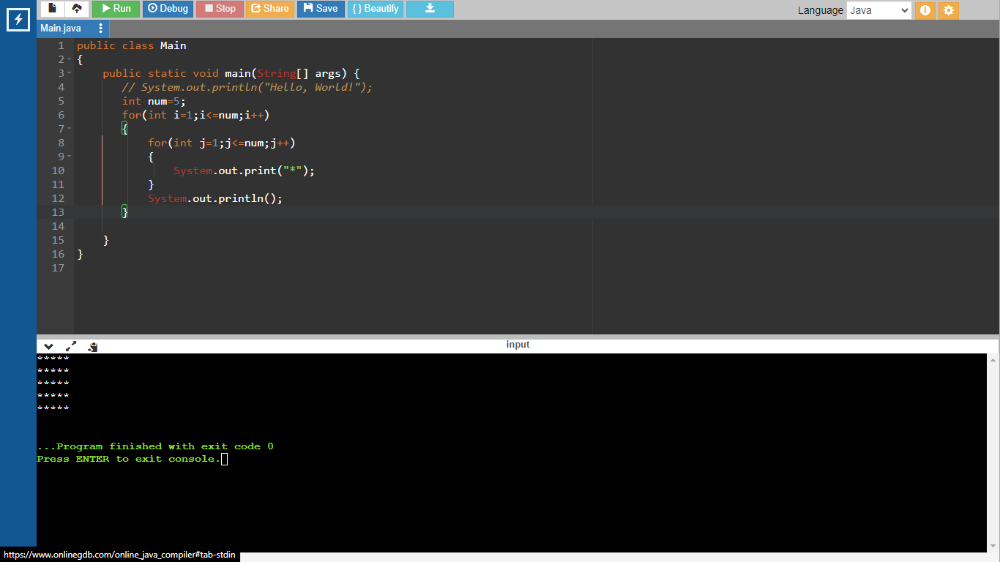 Run Debug Stop Share Save { } Beautify Language Java
Main.java
1 public class Main
2 {
3     public static void main(String[] args) {
4        // System.out.println("Hello, World!");
5        int num=5;
6        for(int i=1;i<=num;i++)
7        {
8            for(int j=1;j<=num;j++)
9            {
10                System.out.print("*");
11            }
12            System.out.println();
13        }
14
15     }
16 }
17
input
*****
*****
*****
*****
*****
...Program finished with exit code 0
Press ENTER to exit console.
https://www.onlinegdb.com/online_java_compiler#tab-stdin